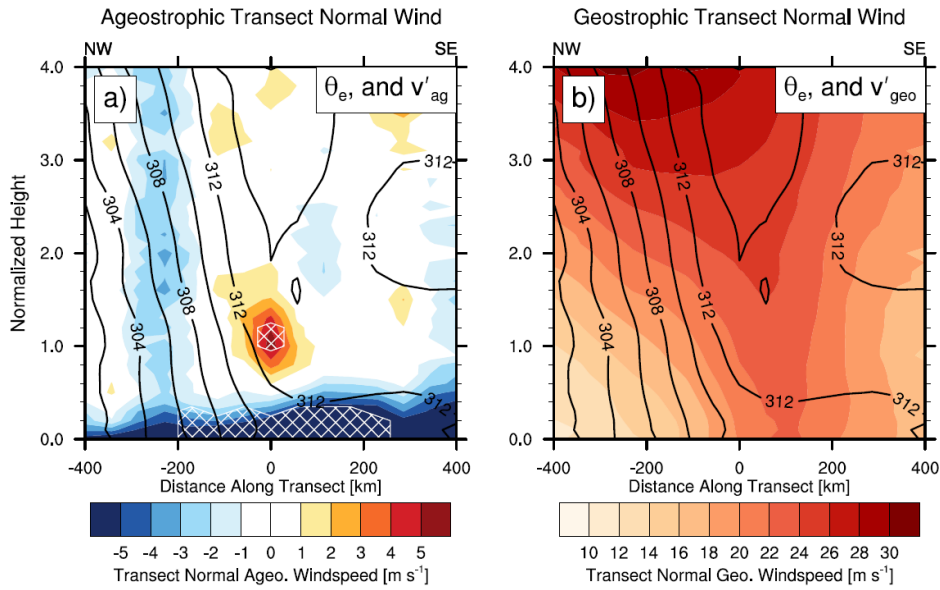 Ageostrophic Transect Normal Wind
Geostrophic Transect Normal Wind
NW
SE
NW
SE
a)
θe, and v′ag
b)
θe, and v′geo
Normalized Height
4.0
3.0
2.0
1.0
0.0
304
304
308
308
312
312
312
312
312
312
304
304
308
308
312
312
312
312
312
312
-400
-200
0
200
400
-400
-200
0
200
400
4.0
3.0
2.0
1.0
0.0
Distance Along Transect [km]
Distance Along Transect [km]
-5 -4 -3 -2 -1 0 1 2 3 4 5
10 12 14 16 18 20 22 24 26 28 30
Transect Normal Ageo. Windspeed [m s⁻¹]
Transect Normal Geo. Windspeed [m s⁻¹]